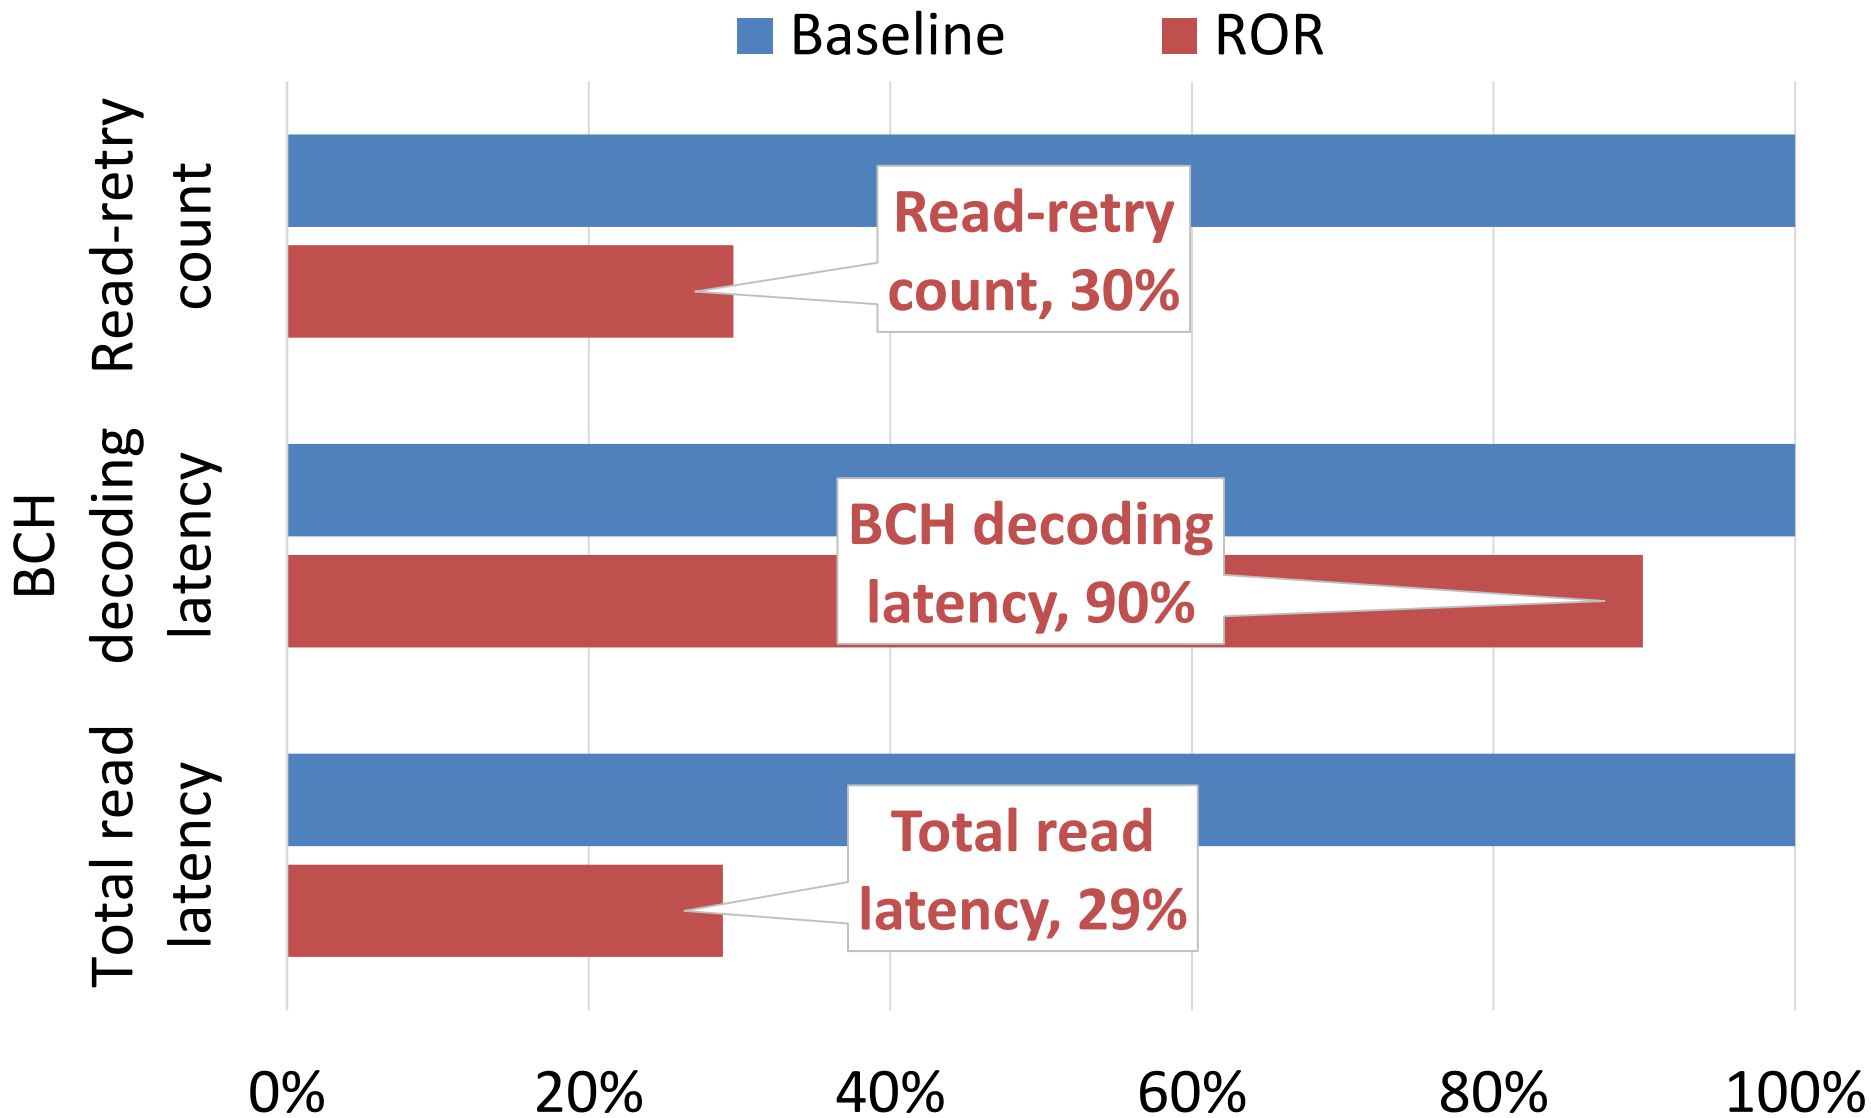 Baseline ROR
Read-retry
count
Read-retry
count, 30%
BCH
decoding
latency
BCH decoding
latency, 90%
Total read
latency
Total read
latency, 29%
0% 20% 40% 60% 80% 100%